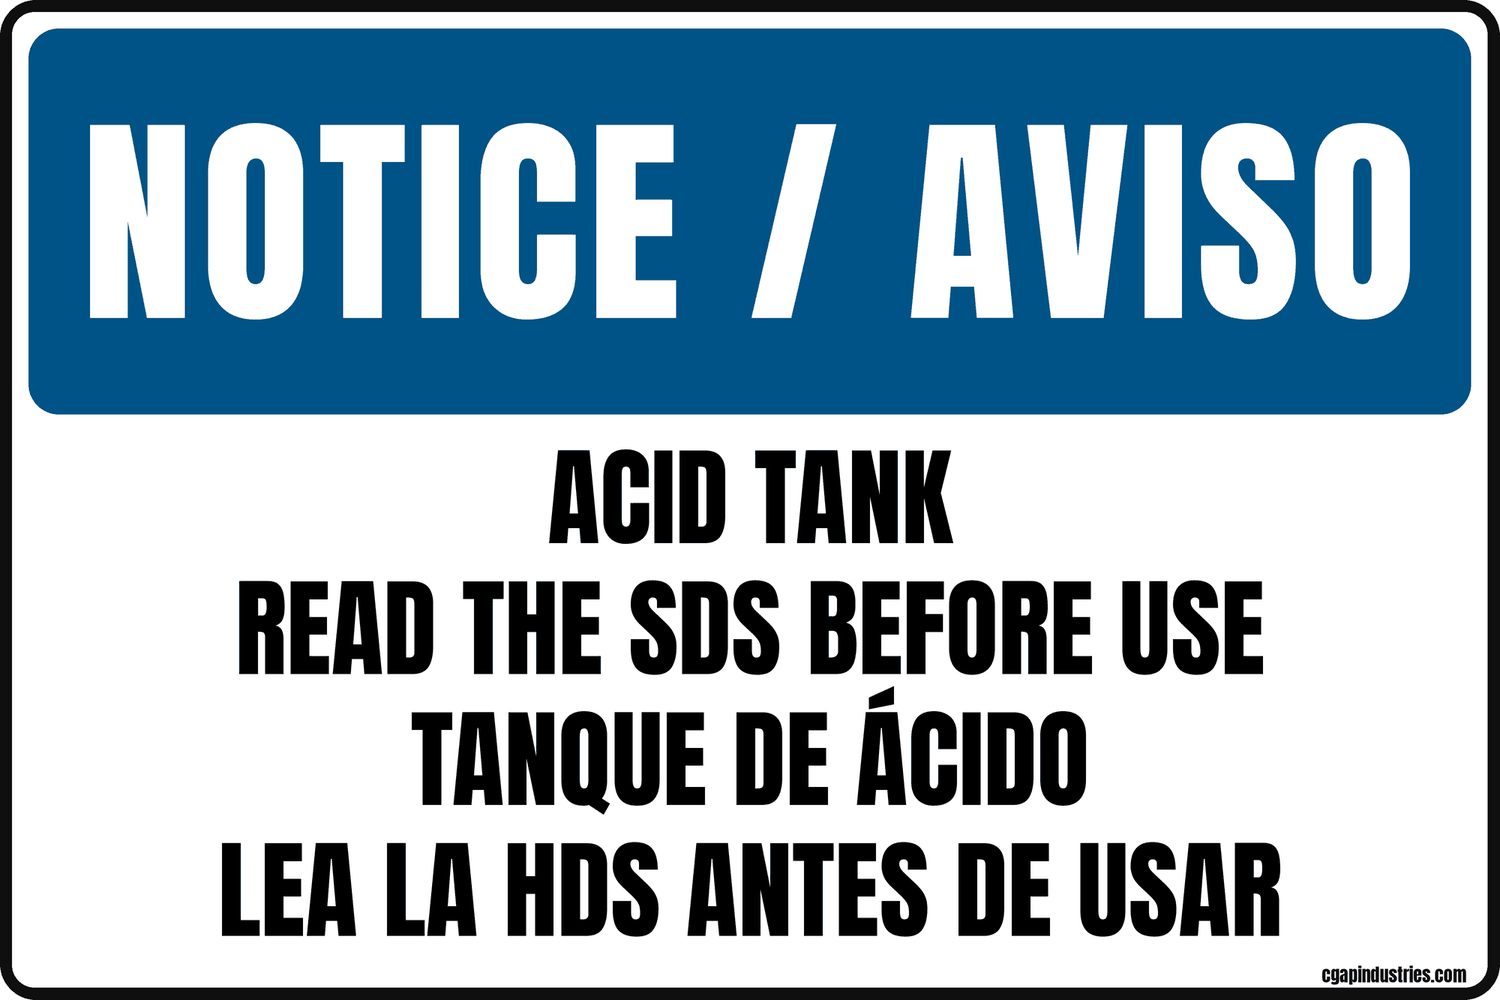 NOTICE / AVISO
ACID TANK
READ THE SDS BEFORE USE
TANQUE DE ÁCIDO
LEA LA HDS ANTES DE USAR
cgapindustries.com